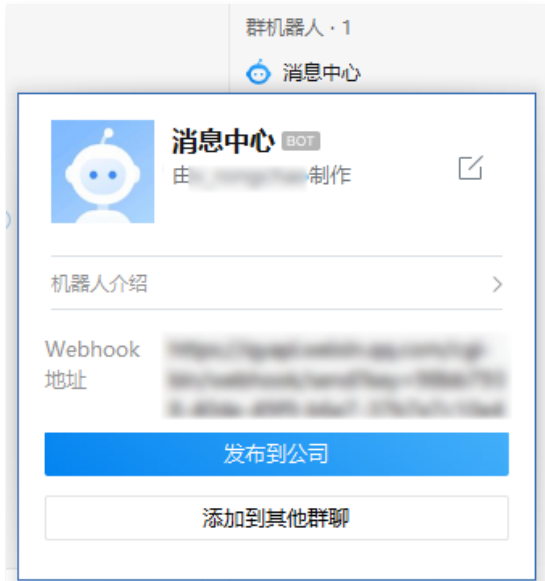 群机器人 · 1
消息中心
消息中心 BOT
由 制作
机器人介绍
Webhook
地址
发布到公司
添加到其他群聊